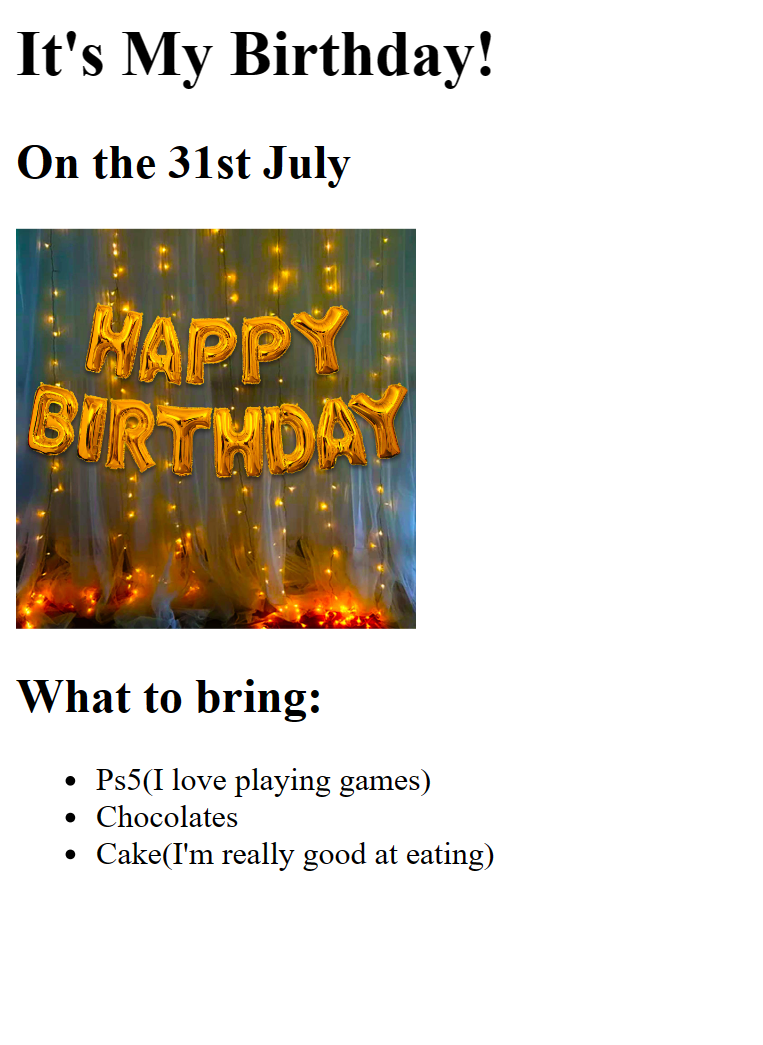 It's My Birthday!
On the 31st July
HAPPY
BIRTHDAY
What to bring:
Ps5(I love playing games)
Chocolates
Cake(I'm really good at eating)